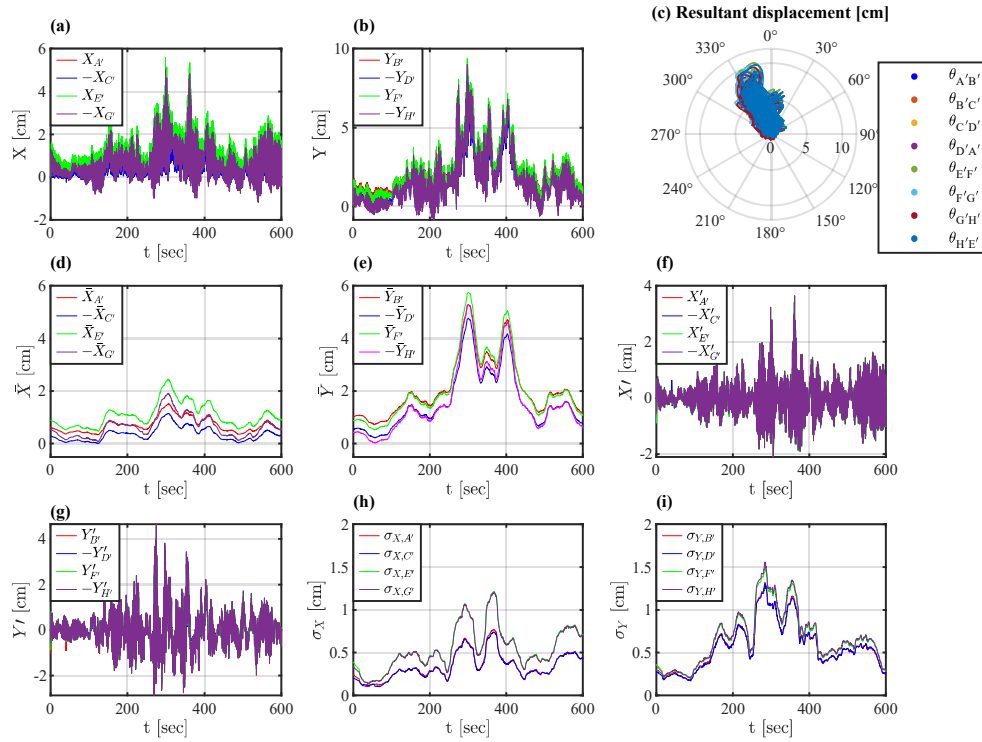 (a)
6
4
2
0
-2
X [cm]
0 200 400 600
t [sec]
X_{A′}
−X_{C′}
X_{E′}
−X_{G′}
(b)
10
5
0
Y [cm]
0 200 400 600
t [sec]
Y_{B′}
−Y_{D′}
Y_{F′}
−Y_{H′}
(c) Resultant displacement [cm]
0°
30°
60°
90°
120°
150°
180°
210°
240°
270°
300°
330°
0 5 10
θ_{A′B′}
θ_{B′C′}
θ_{C′D′}
θ_{D′A′}
θ_{E′F′}
θ_{F′G′}
θ_{G′H′}
θ_{H′E′}
(d)
6
4
2
0
X̄ [cm]
0 200 400 600
t [sec]
X̄_{A′}
−X̄_{C′}
X̄_{E′}
−X̄_{G′}
(e)
6
4
2
0
Ȳ [cm]
0 200 400 600
t [sec]
Ȳ_{B′}
−Ȳ_{D′}
Ȳ_{F′}
−Ȳ_{H′}
(f)
4
2
0
-2
X′ [cm]
0 200 400 600
t [sec]
X′_{A′}
−X′_{C′}
X′_{E′}
−X′_{G′}
(g)
4
2
0
-2
Y′ [cm]
0 200 400 600
t [sec]
Y′_{B′}
−Y′_{D′}
Y′_{F′}
−Y′_{H′}
(h)
2
1.5
1
0.5
0
σ_X
0 200 400 600
t [sec]
σ_{X,A′}
σ_{X,C′}
σ_{X,E′}
σ_{X,G′}
(i)
2
1.5
1
0.5
0
σ_Y
0 200 400 600
t [sec]
σ_{Y,B′}
σ_{Y,D′}
σ_{Y,F′}
σ_{Y,H′}